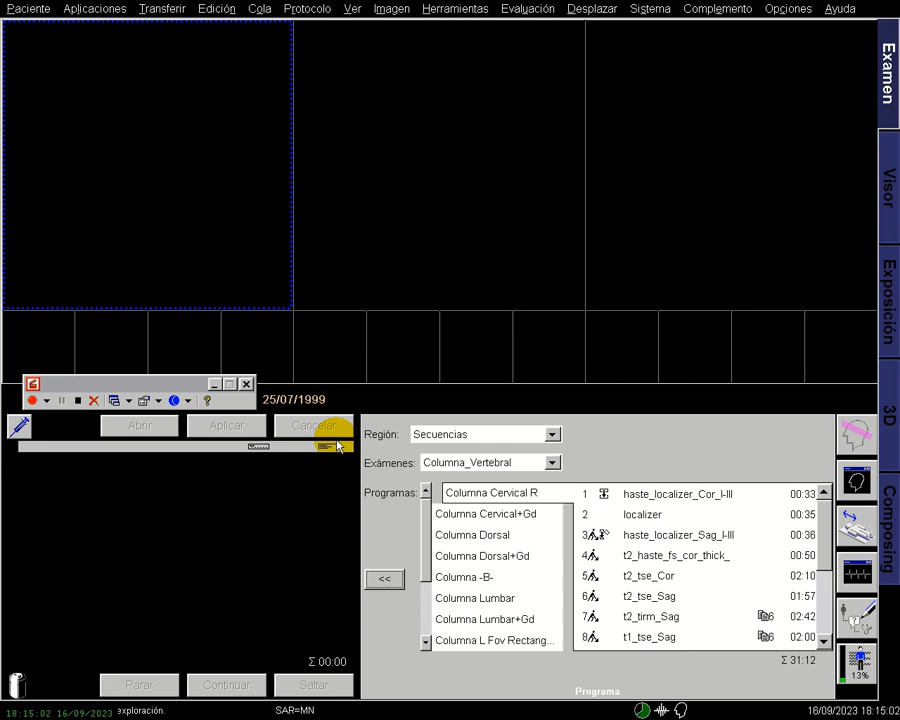 Paciente Aplicaciones Transferir Edición Cola Protocolo Ver Imagen Herramientas Evaluación Desplazar Sistema Complemento Opciones Ayuda
Examen
Visor
Exposición
3D
Composing
25/07/1999
Abrir Aplicar Cancelar
Región: Secuencias
Exámenes: Columna_Vertebral
Programas: Columna Cervical R
Columna Cervical+Gd
Columna Dorsal
Columna Dorsal+Gd
Columna -B-
Columna Lumbar
Columna Lumbar+Gd
Columna L Fov Rectang...
<<
1 haste_localizer_Cor_I-III 00:33
2 localizer 00:35
3 haste_localizer_Sag_I-III 00:36
4 t2_haste_fs_cor_thick_ 00:50
5 t2_tse_Cor 02:10
6 t2_tse_Sag 01:57
7 t2_tirm_Sag 6 02:42
8 t1_tse_Sag 6 02:00
Σ 00:00
Σ 31:12
13%
Parar Continuar Saltar
Programa
18:15:02 16/09/2023 xploración.
SAR=MN
16/09/2023 18:15:02